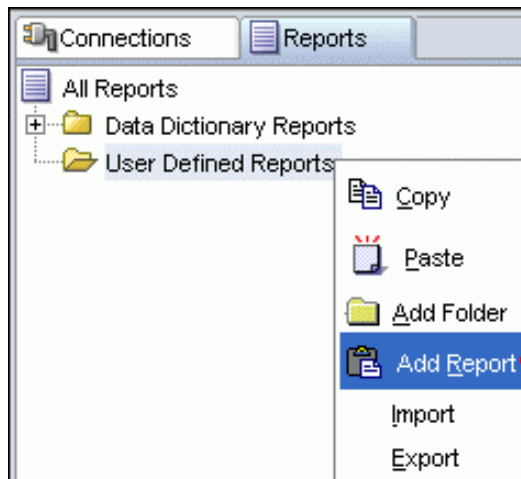 Connections
Reports
All Reports
Data Dictionary Reports
User Defined Reports
Copy
Paste
Add Folder
Add Report
Import
Export